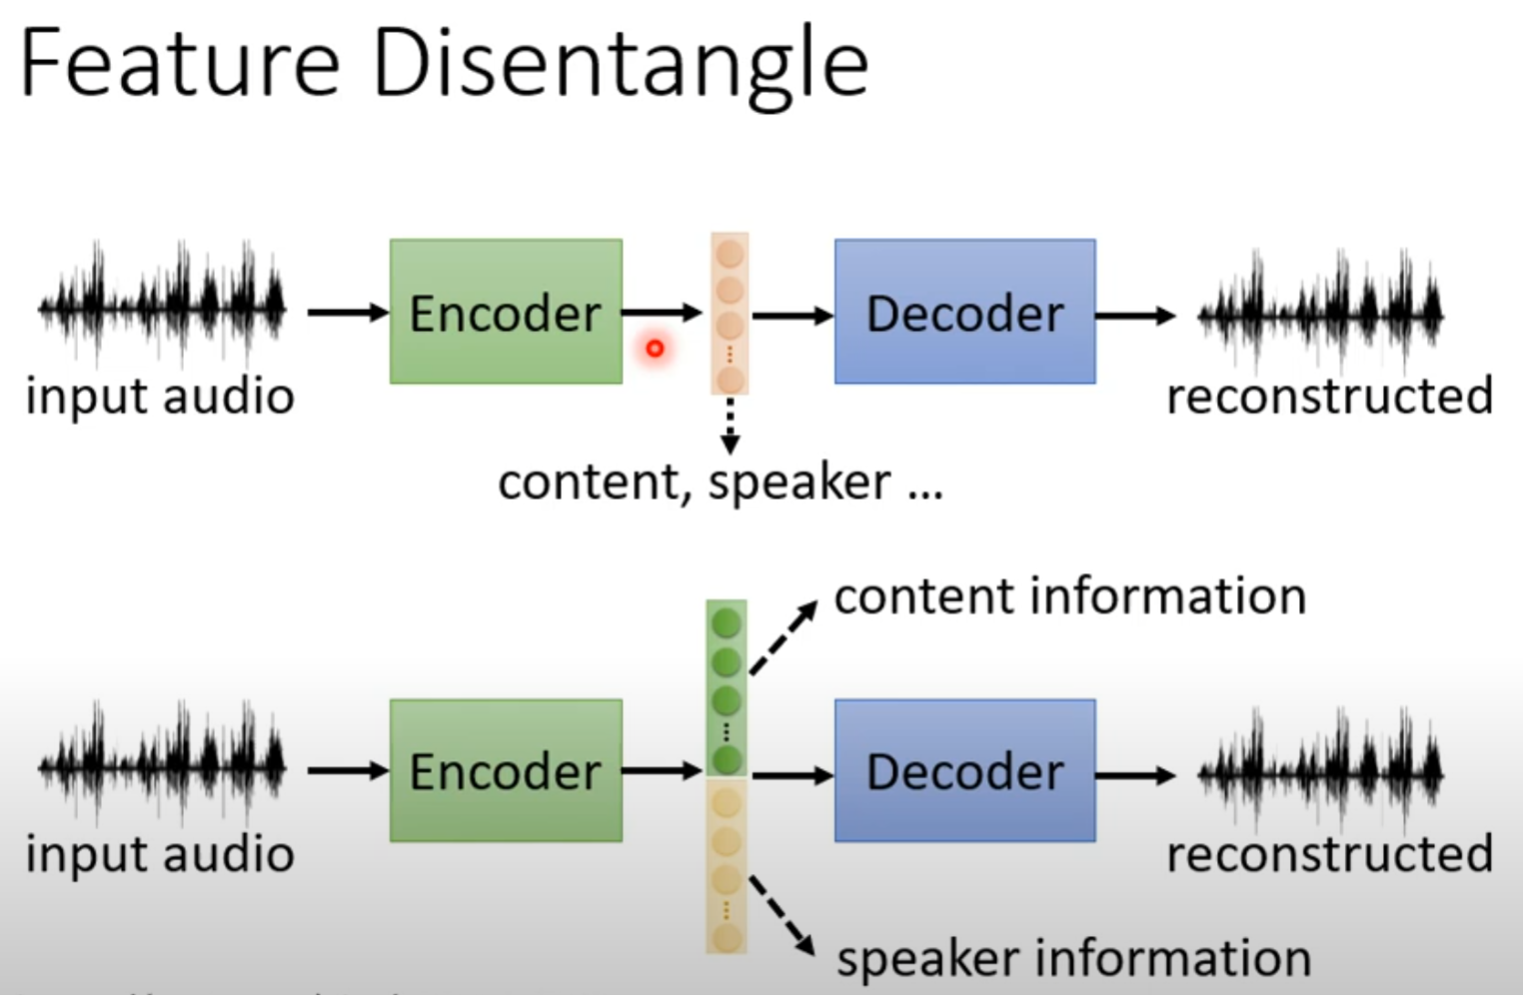 Feature Disentangle
Encoder
Decoder
input audio
reconstructed
content, speaker ...
content information
Encoder
Decoder
input audio
reconstructed
speaker information